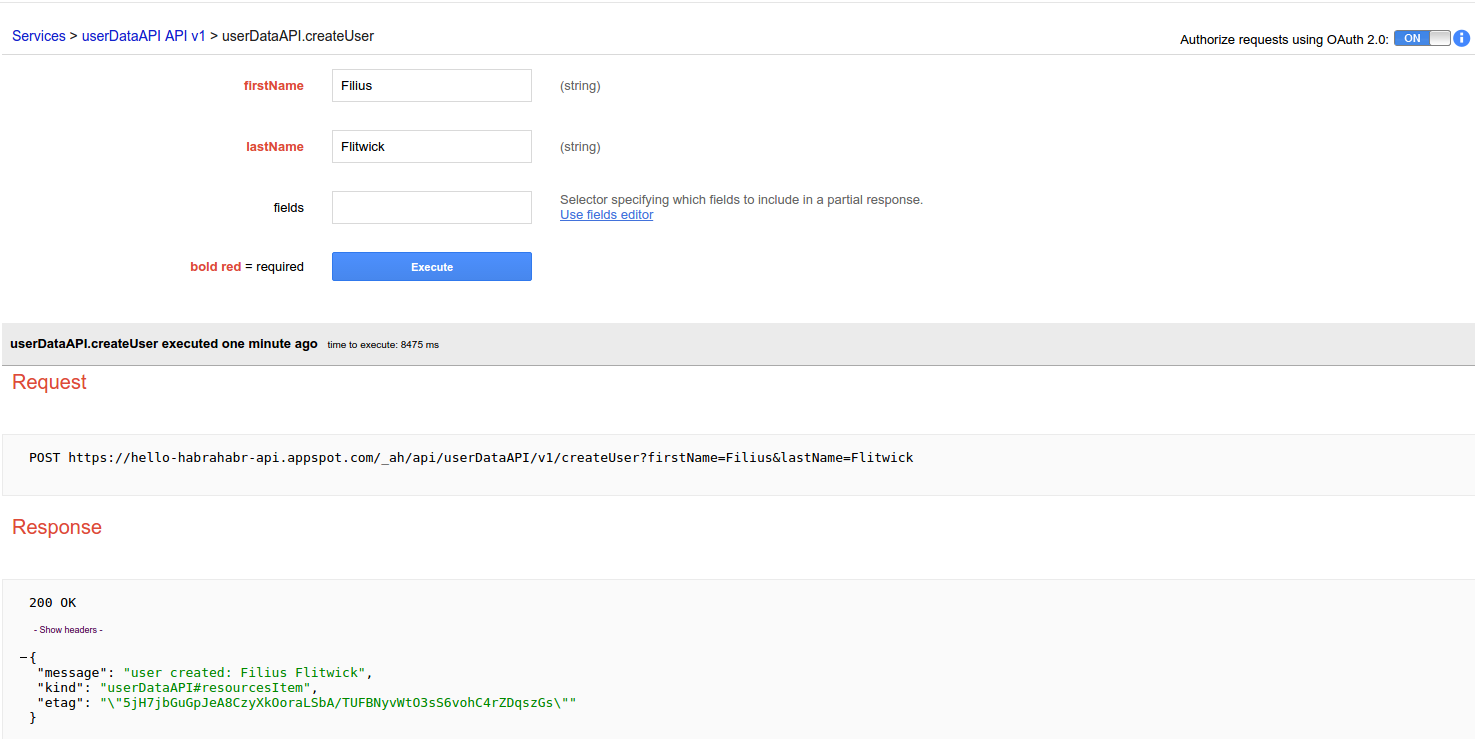 Services > userDataAPI API v1 > userDataAPI.createUser
Authorize requests using OAuth 2.0: ON i
firstName Filius (string)
lastName Flitwick (string)
fields Selector specifying which fields to include in a partial response.
Use fields editor
bold red = required Execute
userDataAPI.createUser executed one minute ago time to execute: 8475 ms
Request
POST https://hello-habrahabr-api.appspot.com/_ah/api/userDataAPI/v1/createUser?firstName=Filius&lastName=Flitwick
Response
200 OK
- Show headers -
{
"message": "user created: Filius Flitwick",
"kind": "userDataAPI#resourcesItem",
"etag": "\"5jH7jbGuGpJeA8CzyXkOoraLSbA/TUFBNyvWtO3sS6vohC4rZDqszGs\""
}